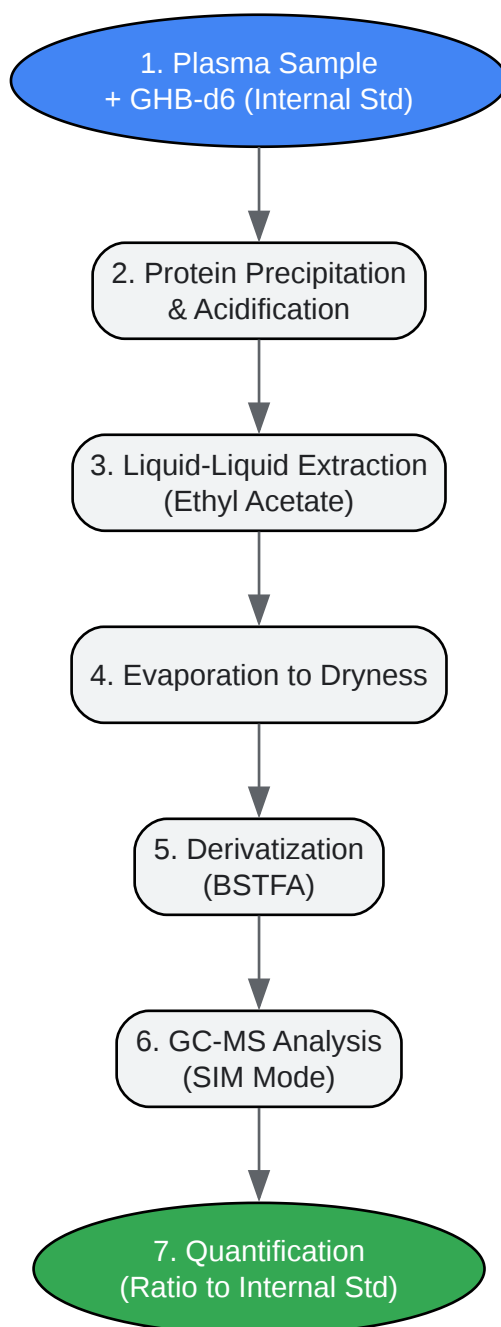 1. Plasma Sample
+ GHB-d6 (Internal Std)
2. Protein Precipitation
& Acidification
3. Liquid-Liquid Extraction
(Ethyl Acetate)
4. Evaporation to Dryness
5. Derivatization
(BSTFA)
6. GC-MS Analysis
(SIM Mode)
7. Quantification
(Ratio to Internal Std)